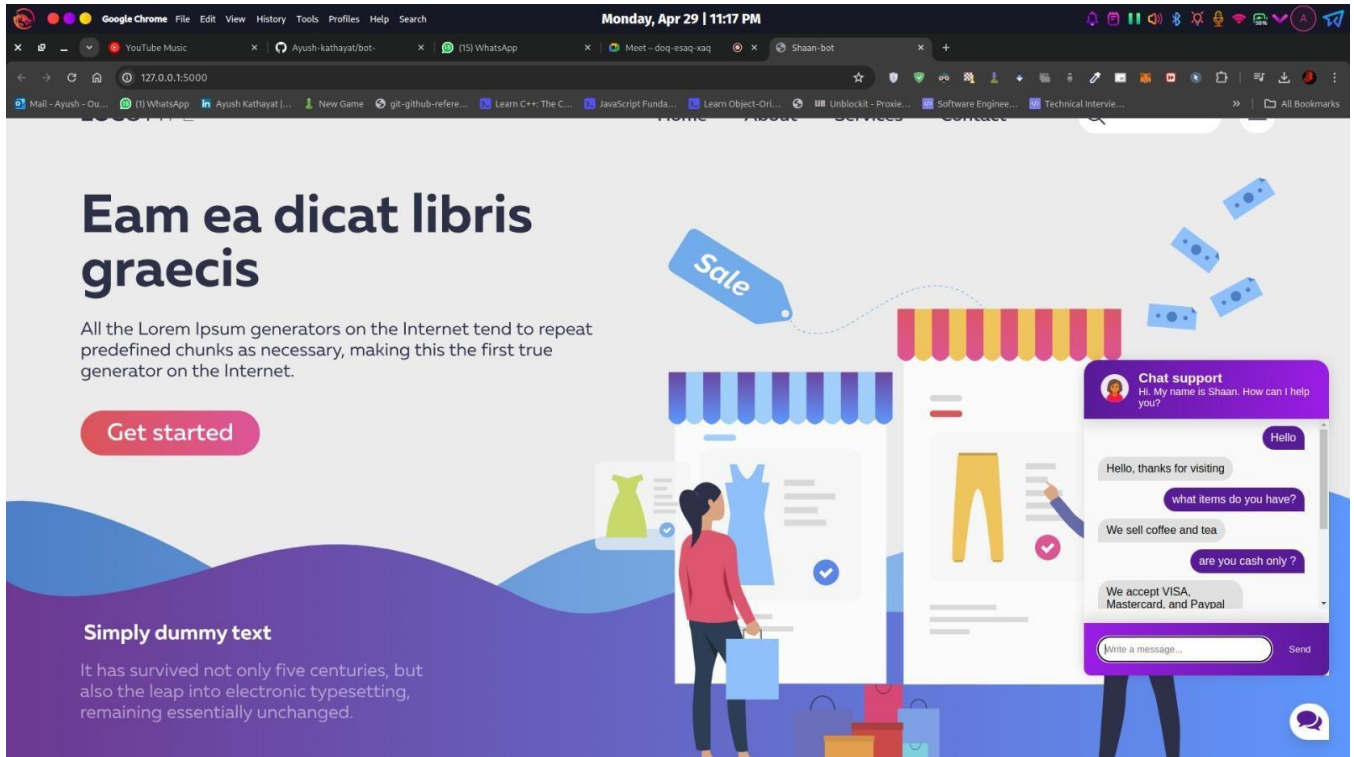 Google Chrome File Edit View History Tools Profiles Help Search Monday, Apr 29 | 11:17 PM
YouTube Music Ayush-kathayat/bot- (15) WhatsApp Meet – doq-esaq-xaq Shaan-bot
127.0.0.1:5000
Mail - Ayush - Ou... (1) WhatsApp Ayush Kathayat |... New Game git-github-refere... Learn C++: The C... JavaScript Funda... Learn Object-Ori... Unblockit - Proxie... Software Enginee... Technical Intervie... » All Bookmarks
Home About Services Contact
Eam ea dicat libris
graecis
All the Lorem Ipsum generators on the Internet tend to repeat
predefined chunks as necessary, making this the first true
generator on the Internet.
Get started
Simply dummy text
It has survived not only five centuries, but
also the leap into electronic typesetting,
remaining essentially unchanged.
Sale
Chat support
Hi. My name is Shaan. How can I help
you?
Hello
Hello, thanks for visiting
what items do you have?
We sell coffee and tea
are you cash only ?
We accept VISA,
Mastercard, and Paypal
Write a message...
Send